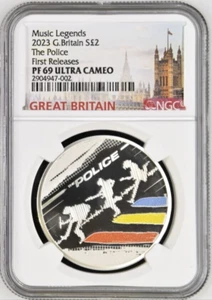 Music Legends
2023 G.Britain S£2
The Police
First Releases
PF 69 ULTRA CAMEO
2904947-002
GREAT BRITAIN
NGC
THE POLICE